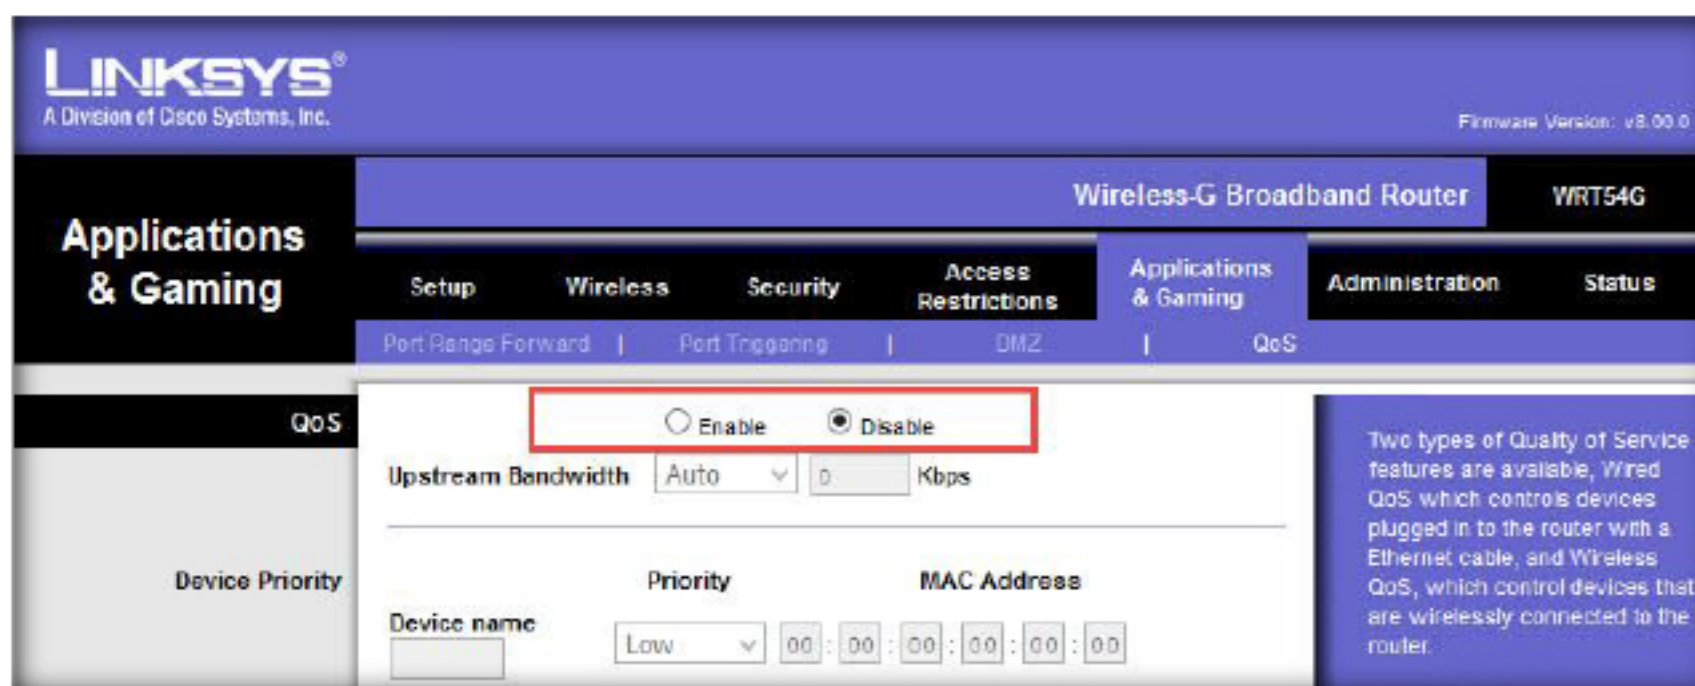 LINKSYS®
A Division of Cisco Systems, Inc.
Firmware Version: v8.00.0
Wireless-G Broadband Router WRT54G
Applications
& Gaming
Setup Wireless Security Access Restrictions Applications & Gaming Administration Status
Port Range Forward | Port Triggering | DMZ | QoS
QoS
Enable Disable
Upstream Bandwidth Auto 0 Kbps
Device Priority
Priority MAC Address
Device name
Low 00 : 00 : 00 : 00 : 00 : 00
Two types of Quality of Service
features are available, Wired
QoS which controls devices
plugged in to the router with a
Ethernet cable, and Wireless
QoS, which control devices that
are wirelessly connected to the
router.